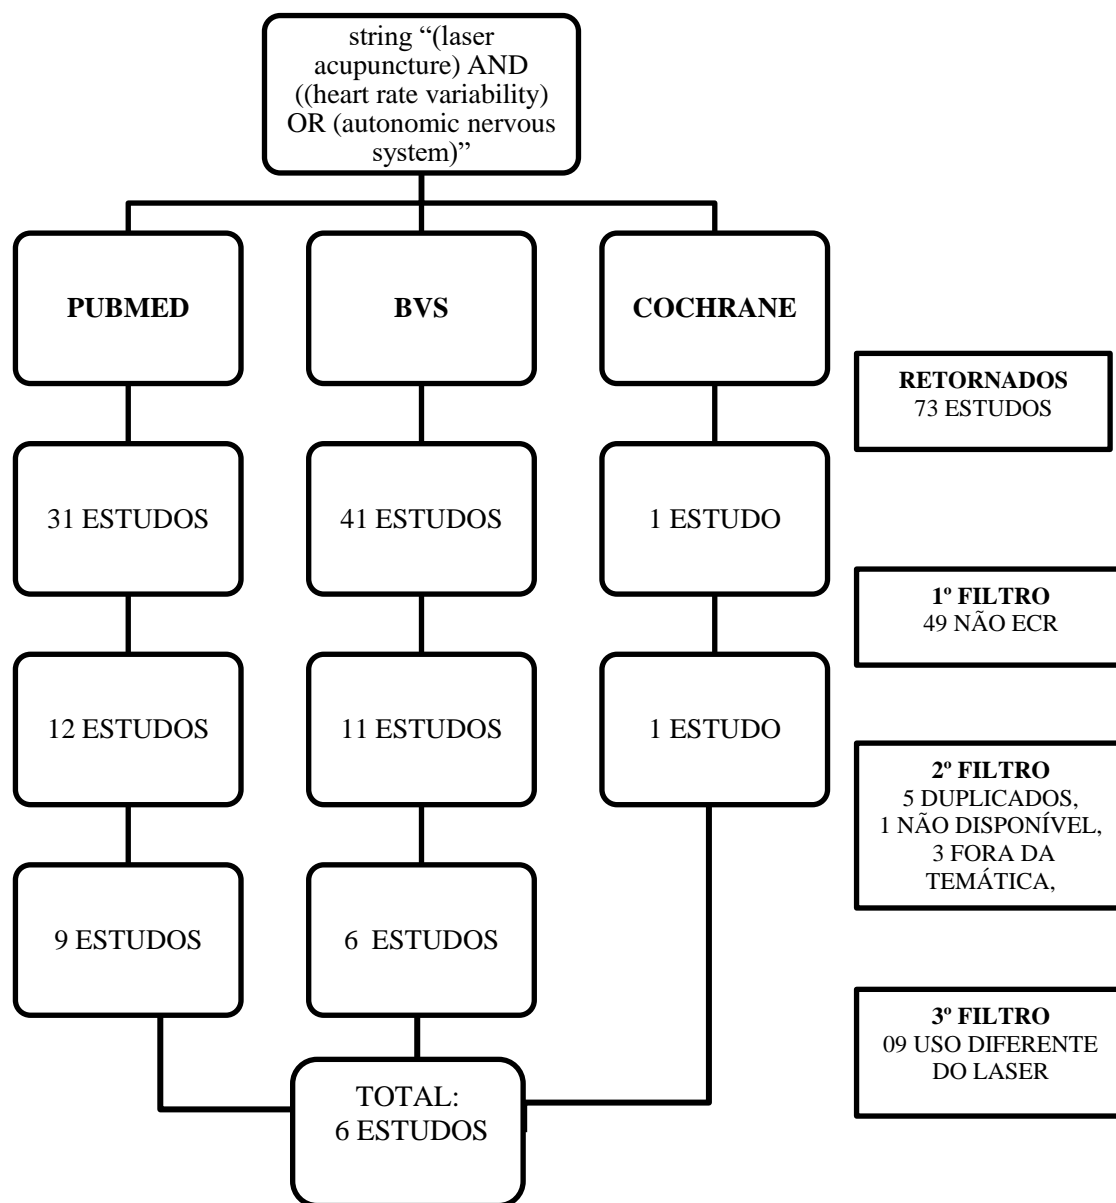 string “(laser
acupuncture) AND
((heart rate variability)
OR (autonomic nervous
system)”
PUBMED
BVS
COCHRANE
RETORNADOS
73 ESTUDOS
31 ESTUDOS
41 ESTUDOS
1 ESTUDO
1º FILTRO
49 NÃO ECR
12 ESTUDOS
11 ESTUDOS
1 ESTUDO
2º FILTRO
5 DUPLICADOS,
1 NÃO DISPONÍVEL,
3 FORA DA
TEMÁTICA,
9 ESTUDOS
6 ESTUDOS
3º FILTRO
09 USO DIFERENTE
DO LASER
TOTAL:
6 ESTUDOS